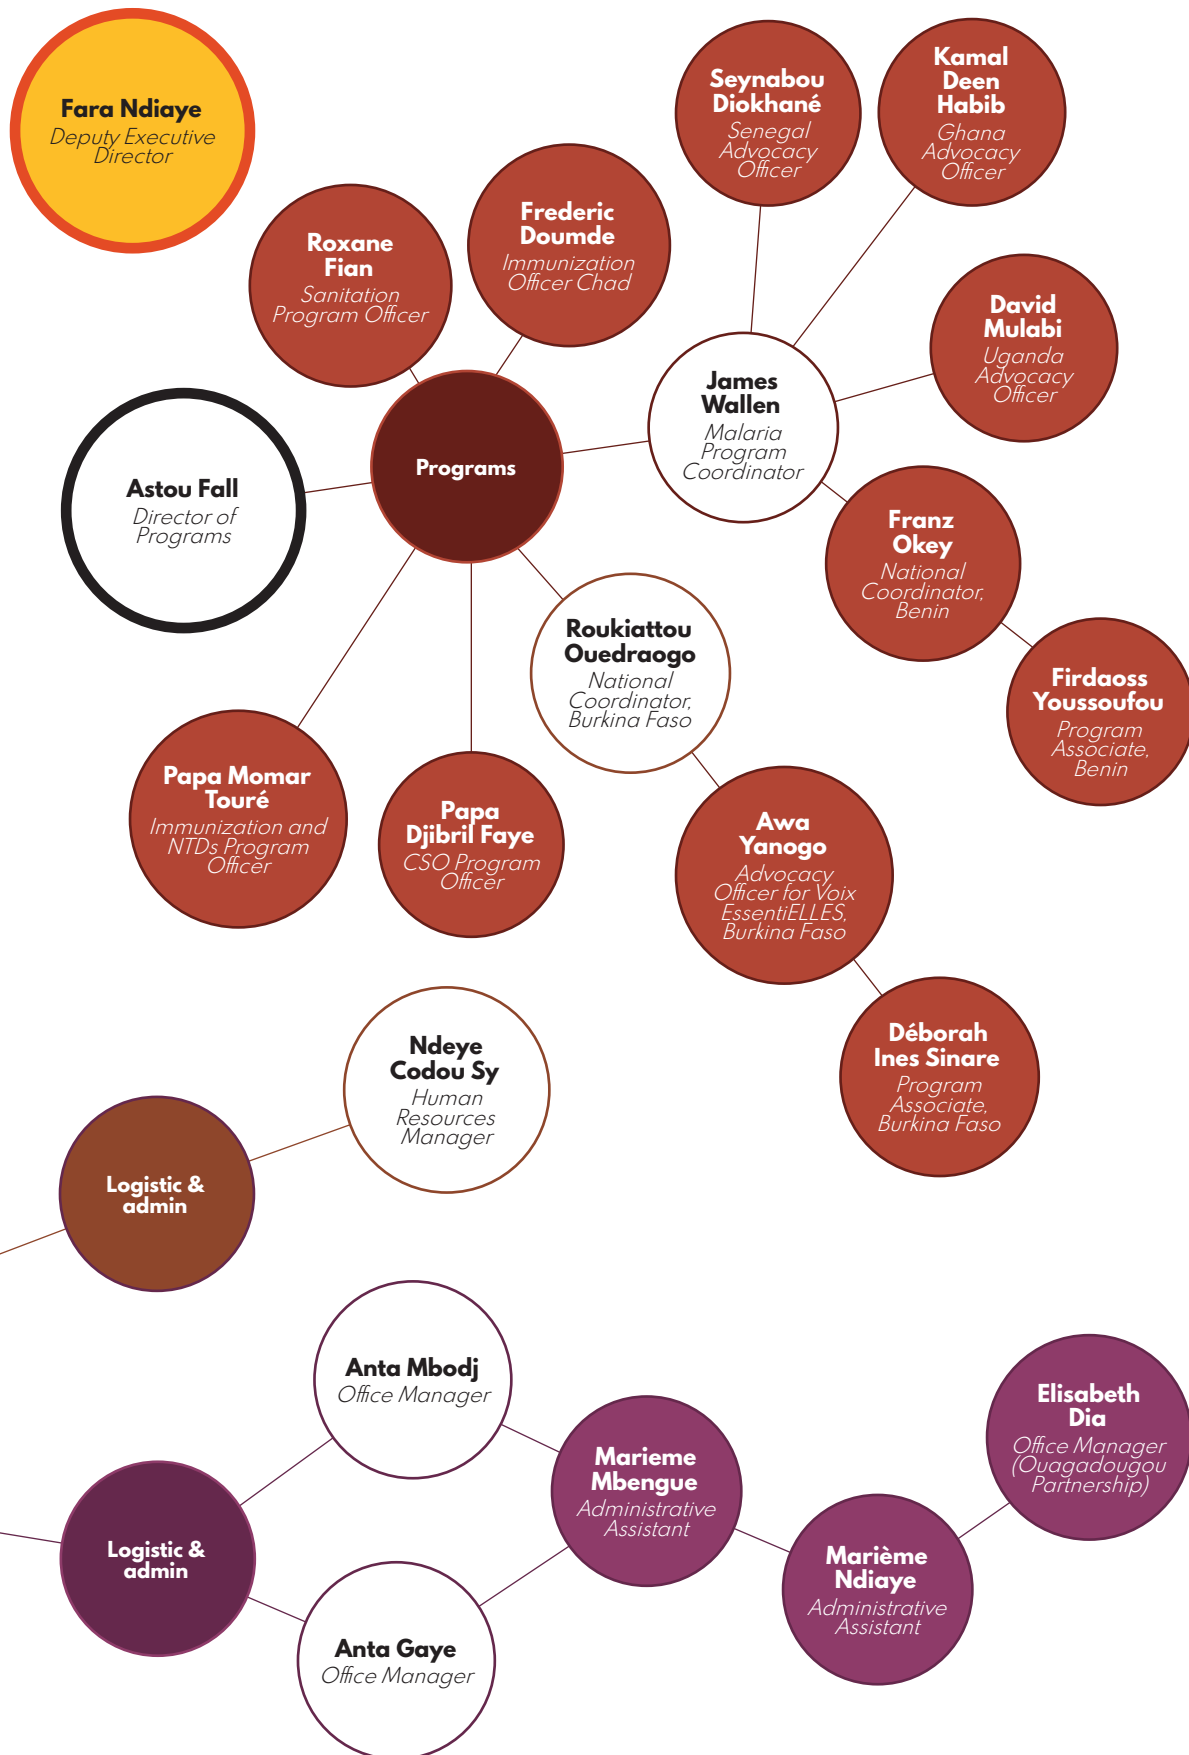 Fara Ndiaye
Deputy Executive
Director
Seynabou
Diokhané
Senegal
Advocacy
Officer
Kamal
Deen
Habib
Ghana
Advocacy
Officer
Roxane
Fian
Sanitation
Program Officer
Frederic
Doumde
Immunization
Officer Chad
David
Mulabi
Uganda
Advocacy
Officer
James
Wallen
Malaria
Program
Coordinator
Programs
Astou Fall
Director of
Programs
Franz
Okey
National
Coordinator,
Benin
Roukiattou
Ouedraogo
National
Coordinator,
Burkina Faso
Firdaoss
Youssoufou
Program
Associate,
Benin
Papa Momar
Touré
Immunization and
NTDs Program
Officer
Papa
Djibril Faye
CSO Program
Officer
Awa
Yanogo
Advocacy
Officer for Voix
EssentiELLES,
Burkina Faso
Déborah
Ines Sinare
Program
Associate,
Burkina Faso
Ndeye
Codou Sy
Human
Resources
Manager
Logistic &
admin
Anta Mbodj
Office Manager
Elisabeth
Dia
Office Manager
(Ouagadougou
Partnership)
Marieme
Mbengue
Administrative
Assistant
Logistic &
admin
Marième
Ndiaye
Administrative
Assistant
Anta Gaye
Office Manager